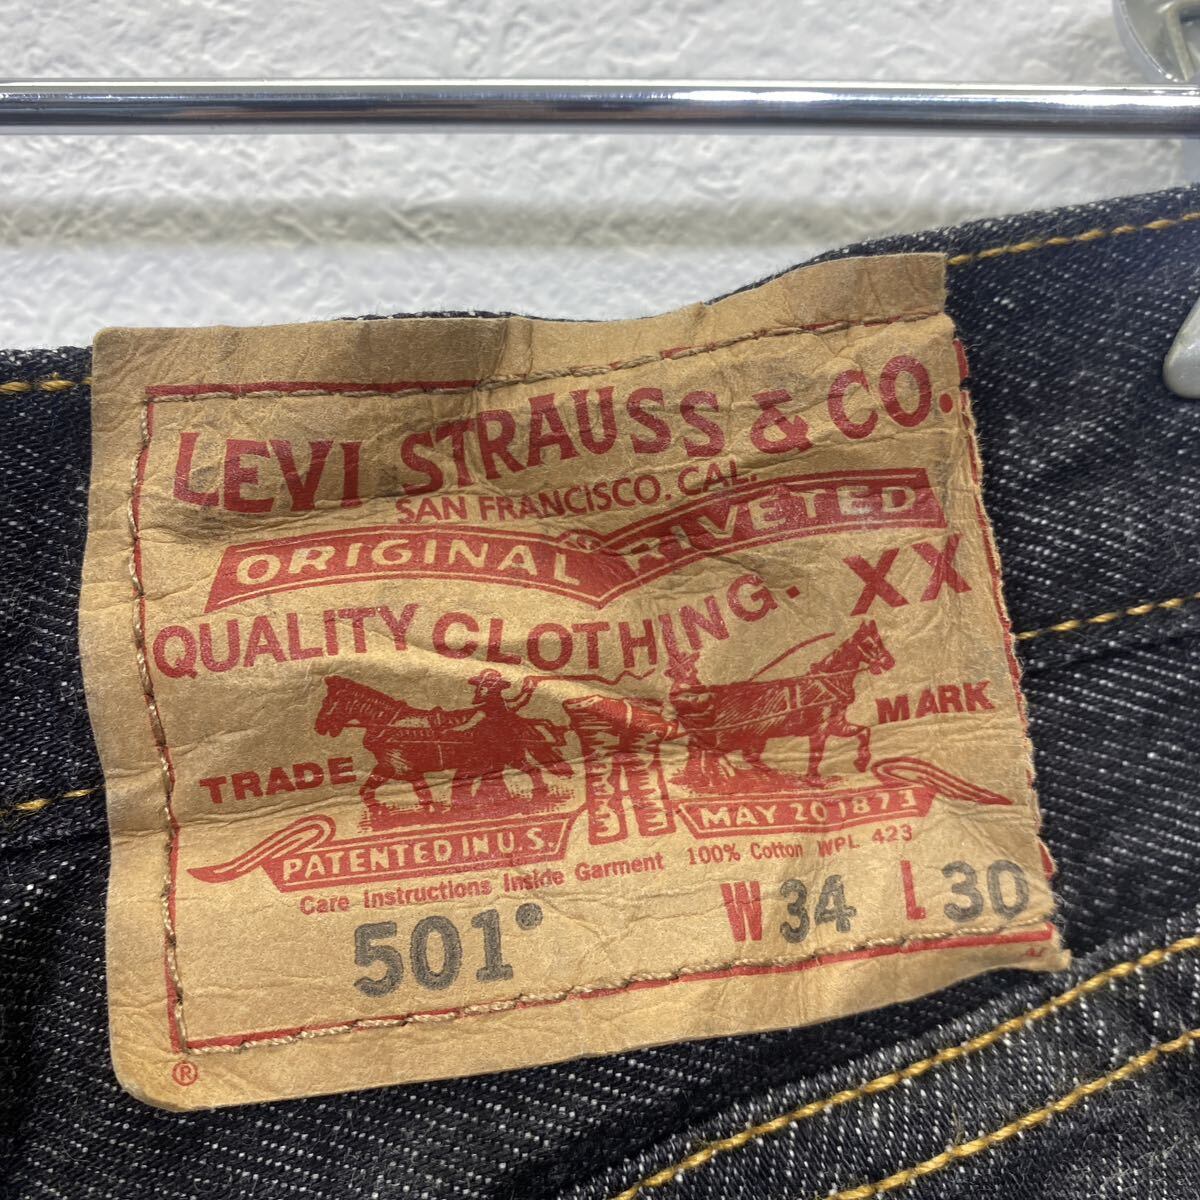 LEVI STRAUSS & CO.
SAN FRANCISCO. CAL.
ORIGINAL RIVETED
QUALITY CLOTHING. XX
TRADE MARK
PATENTED IN U.S. MAY 20 1873
Care Instructions Inside Garment 100% Cotton WPL 423
501® W 34 L 30
®